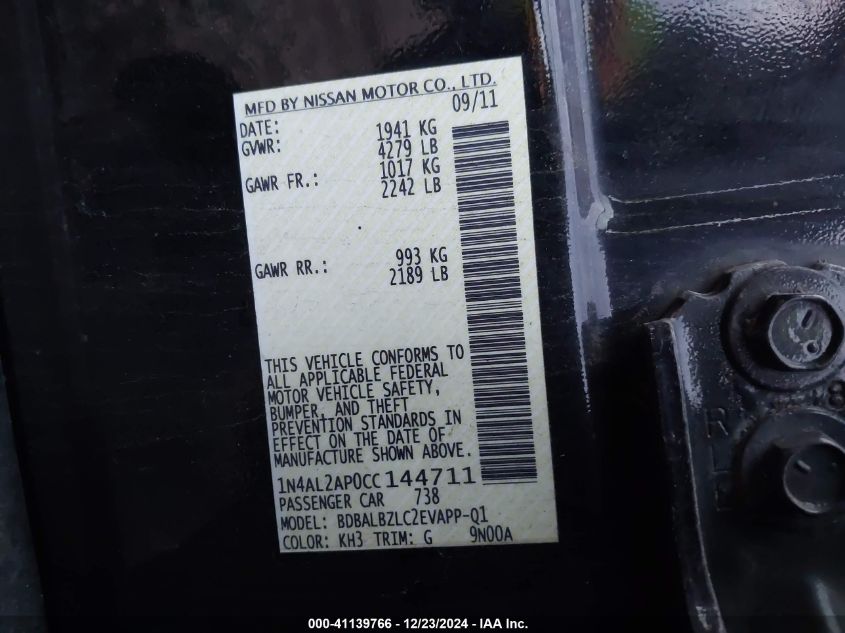 MFD BY NISSAN MOTOR CO., LTD.
DATE: 09/11
GVWR: 1941 KG
4279 LB
GAWR FR.: 1017 KG
2242 LB
GAWR RR.: 993 KG
2189 LB
THIS VEHICLE CONFORMS TO
ALL APPLICABLE FEDERAL
MOTOR VEHICLE SAFETY,
BUMPER, AND THEFT
PREVENTION STANDARDS IN
EFFECT ON THE DATE OF
MANUFACTURE SHOWN ABOVE.
1N4AL2AP0CC144711
PASSENGER CAR 738
MODEL: BDBALBZLC2EVAPP-Q1
COLOR: KH3 TRIM: G 9N00A
000-41139766 - 12/23/2024 - IAA Inc.